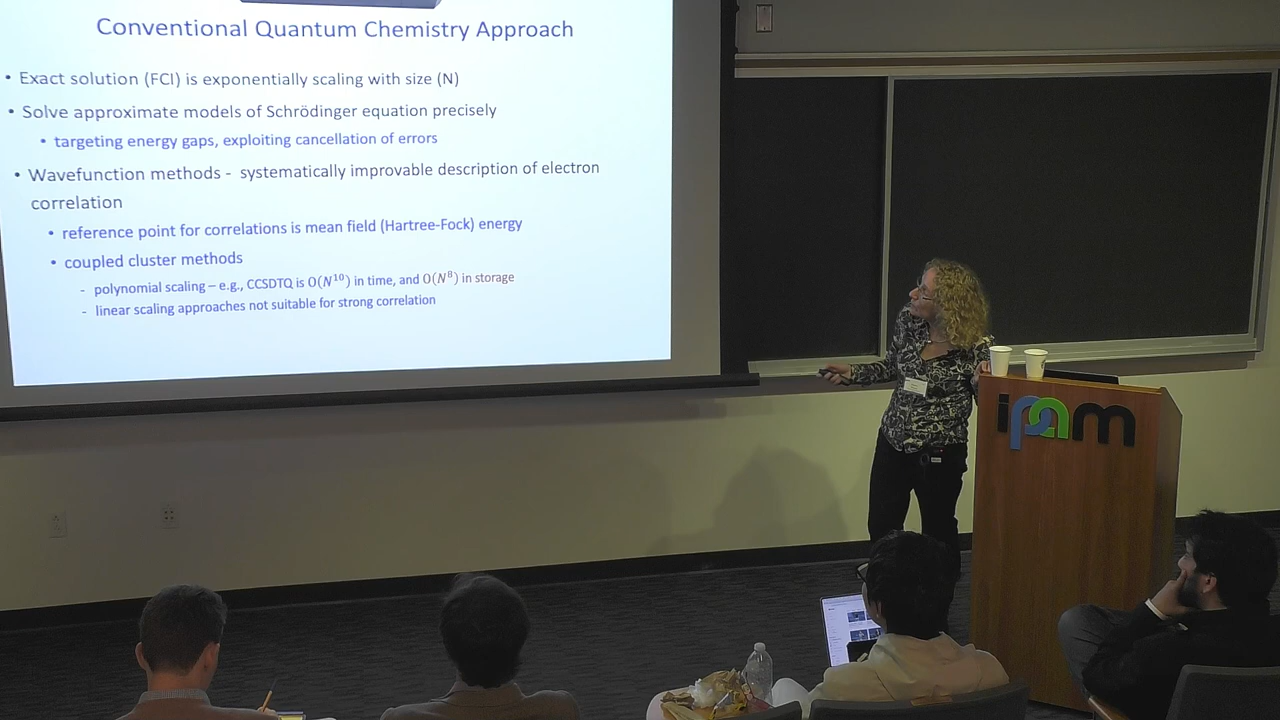 Conventional Quantum Chemistry Approach
• Exact solution (FCI) is exponentially scaling with size (N)
• Solve approximate models of Schrödinger equation precisely
• targeting energy gaps, exploiting cancellation of errors
• Wavefunction methods - systematically improvable description of electron
correlation
• reference point for correlations is mean field (Hartree-Fock) energy
• coupled cluster methods
- polynomial scaling – e.g., CCSDTQ is O(N¹⁰) in time, and O(N⁸) in storage
- linear scaling approaches not suitable for strong correlation
ipam